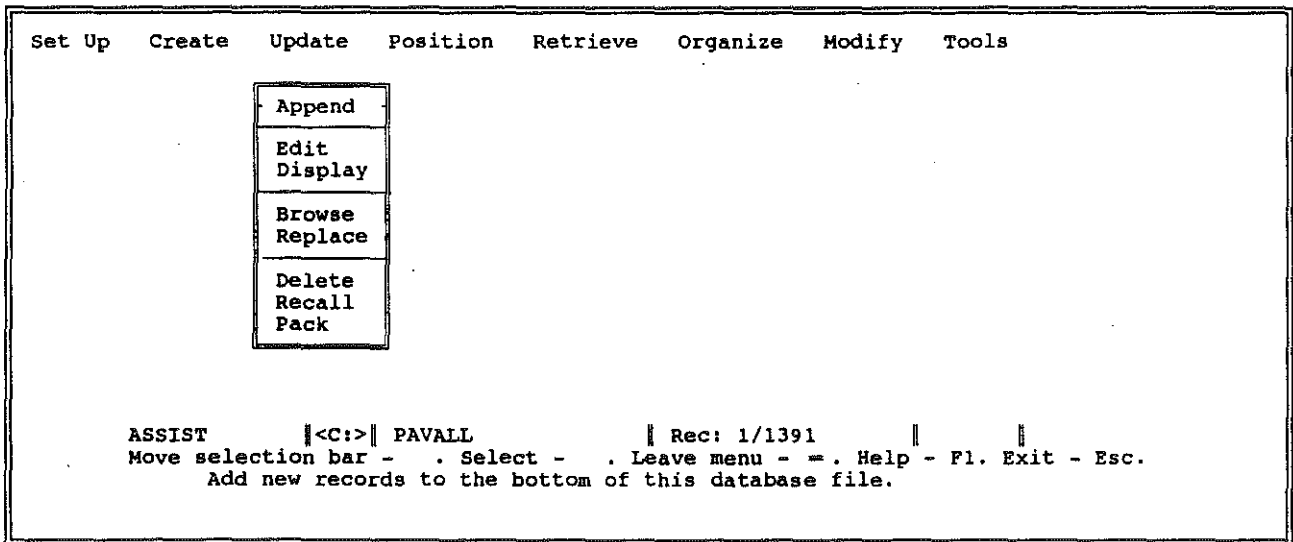 Set Up Create Update Position Retrieve Organize Modify Tools
Append
Edit
Display
Browse
Replace
Delete
Recall
Pack
ASSIST <C:> PAVALL Rec: 1/1391
Move selection bar - . Select - . Leave menu - = . Help - F1. Exit - Esc.
Add new records to the bottom of this database file.